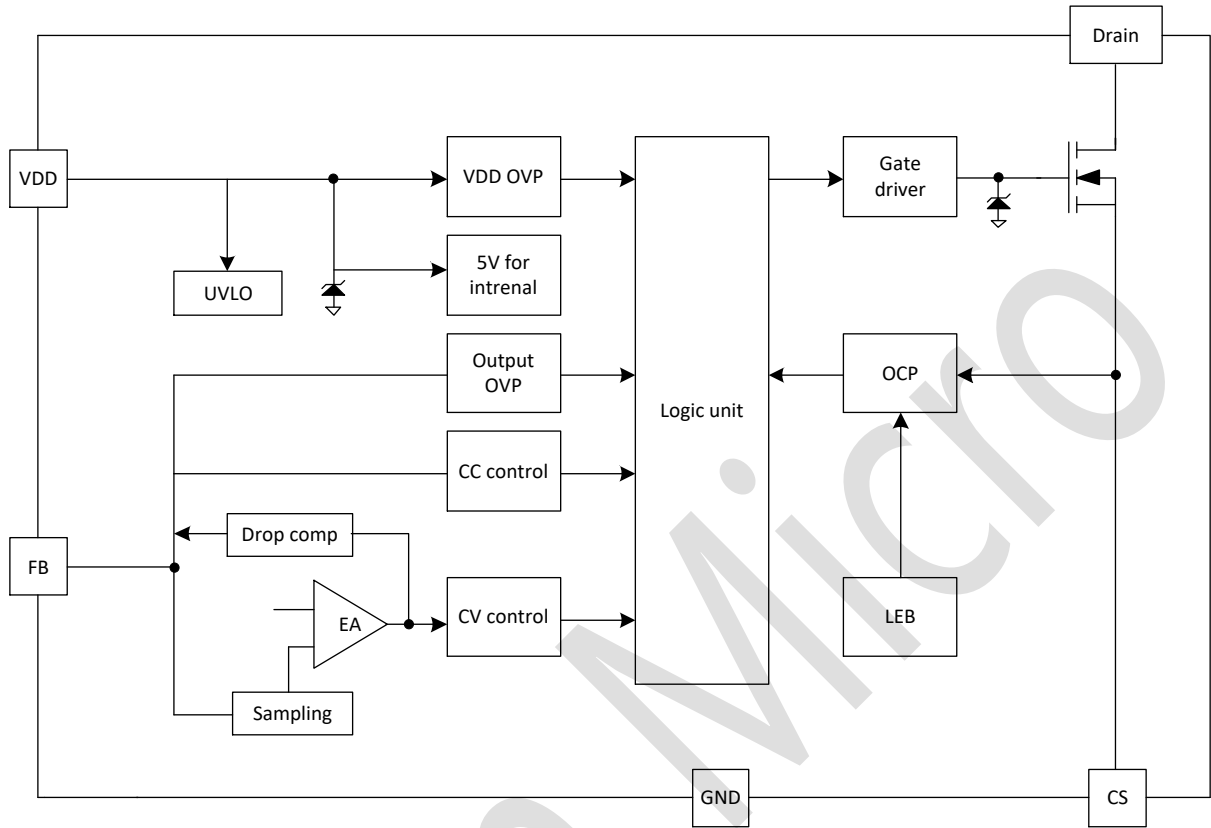 Drain
VDD
VDD OVP
Gate
driver
UVLO
5V for
intrenal
Output
OVP
Logic unit
OCP
CC control
Drop comp
FB
EA
CV control
LEB
Sampling
GND
CS
Micro